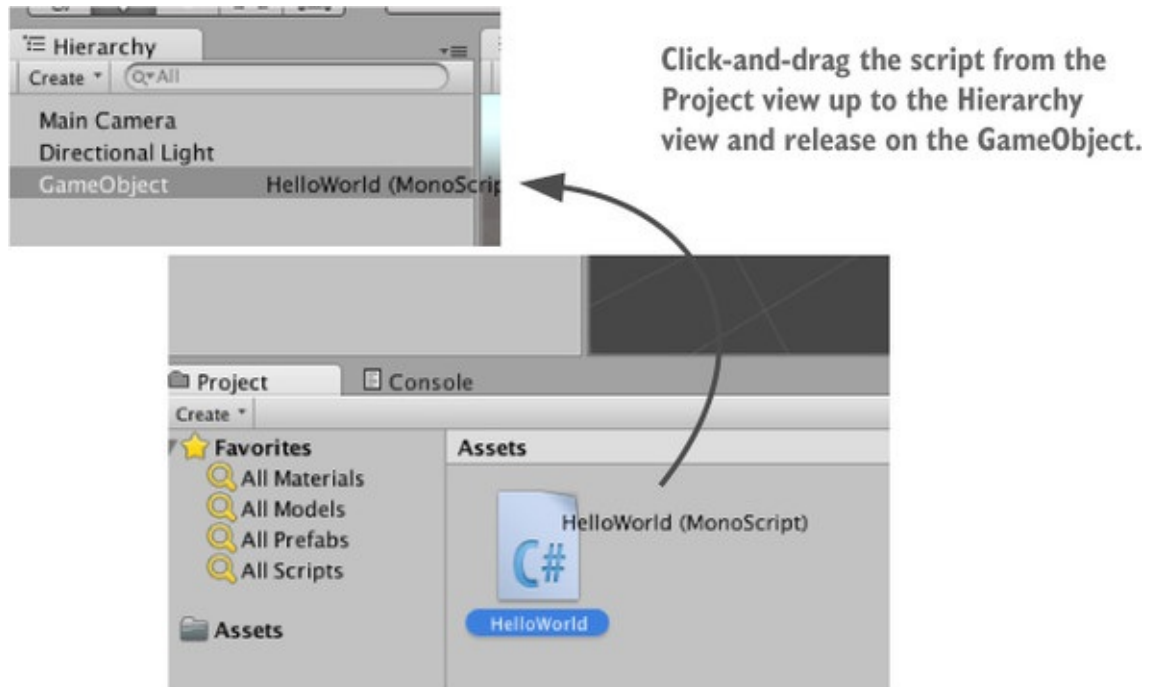 Hierarchy
Create
All
Main Camera
Directional Light
GameObject
HelloWorld (MonoScrip
Click-and-drag the script from the
Project view up to the Hierarchy
view and release on the GameObject.
Project
Console
Create
Favorites
All Materials
All Models
All Prefabs
All Scripts
Assets
Assets
HelloWorld (MonoScript)
C#
HelloWorld